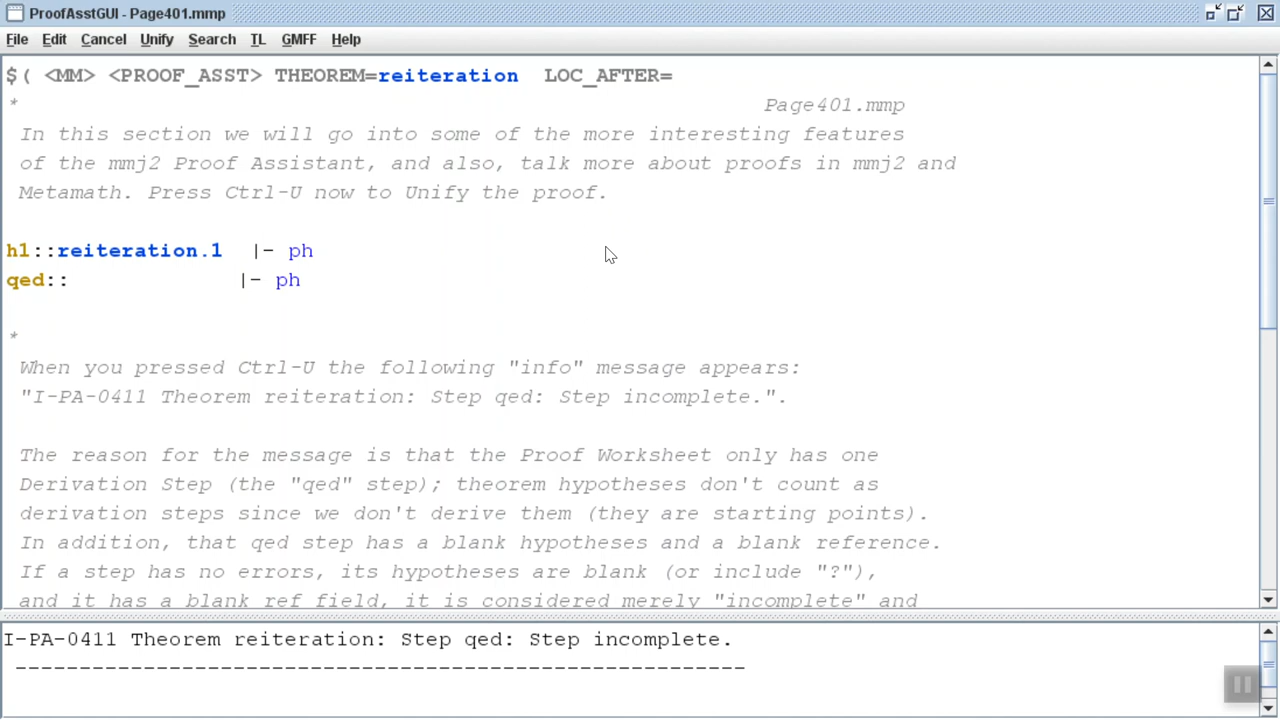 ProofAsstGUI - Page401.mmp
File Edit Cancel Unify Search TL GMFF Help
$( <MM> <PROOF_ASST> THEOREM=reiteration LOC_AFTER=
* Page401.mmp
In this section we will go into some of the more interesting features
of the mmj2 Proof Assistant, and also, talk more about proofs in mmj2 and
Metamath. Press Ctrl-U now to Unify the proof.
h1::reiteration.1 |- ph
qed:: |- ph
*
When you pressed Ctrl-U the following "info" message appears:
"I-PA-0411 Theorem reiteration: Step qed: Step incomplete.".
The reason for the message is that the Proof Worksheet only has one
Derivation Step (the "qed" step); theorem hypotheses don't count as
derivation steps since we don't derive them (they are starting points).
In addition, that qed step has a blank hypotheses and a blank reference.
If a step has no errors, its hypotheses are blank (or include "?"),
and it has a blank ref field, it is considered merely "incomplete" and
I-PA-0411 Theorem reiteration: Step qed: Step incomplete.
---------------------------------------------------------